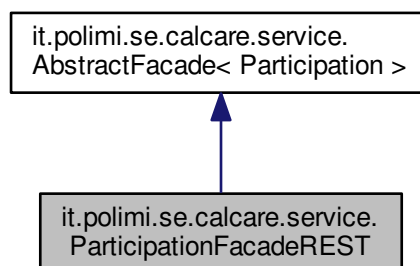 it.polimi.se.calcare.service.
AbstractFacade< Participation >
it.polimi.se.calcare.service.
ParticipationFacadeREST